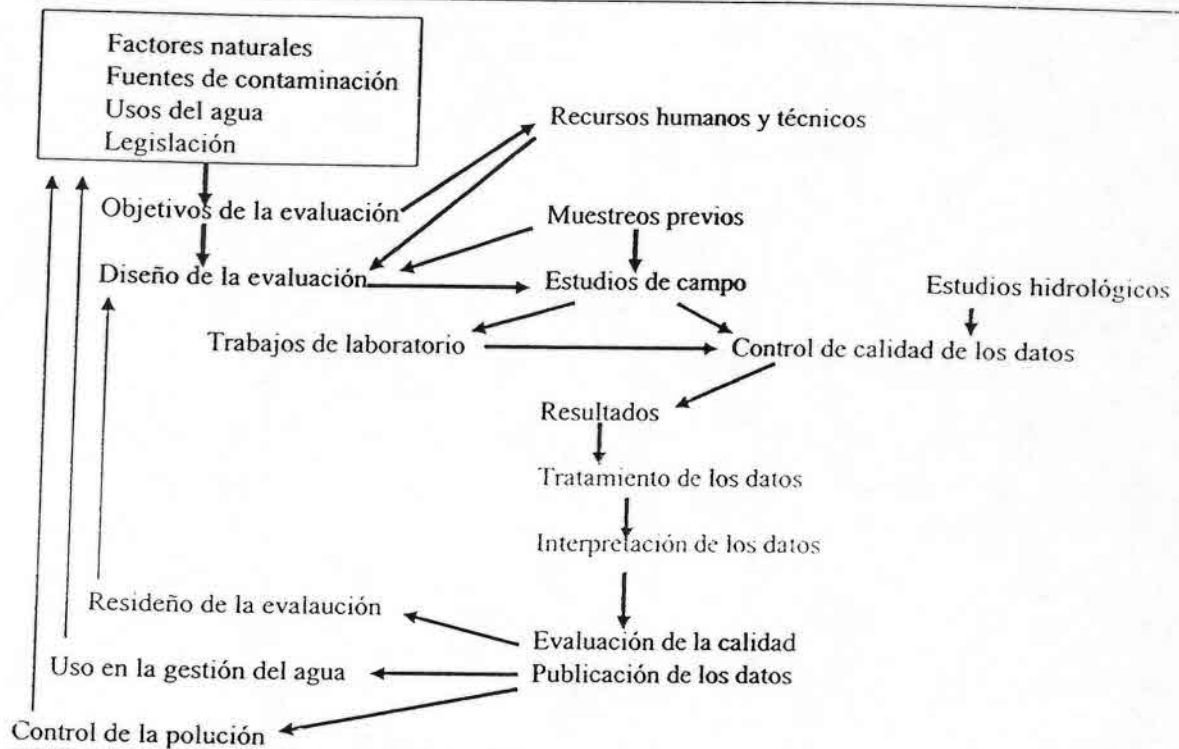 Factores naturales
Fuentes de contaminación
Usos del agua
Legislación
Recursos humanos y técnicos
Objetivos de la evaluación
Muestreos previos
Diseño de la evaluación
Estudios de campo
Estudios hidrológicos
Trabajos de laboratorio
Control de calidad de los datos
Resultados
Tratamiento de los datos
Interpretación de los datos
Resideño de la evalaución
Evaluación de la calidad
Uso en la gestión del agua
Publicación de los datos
Control de la polución